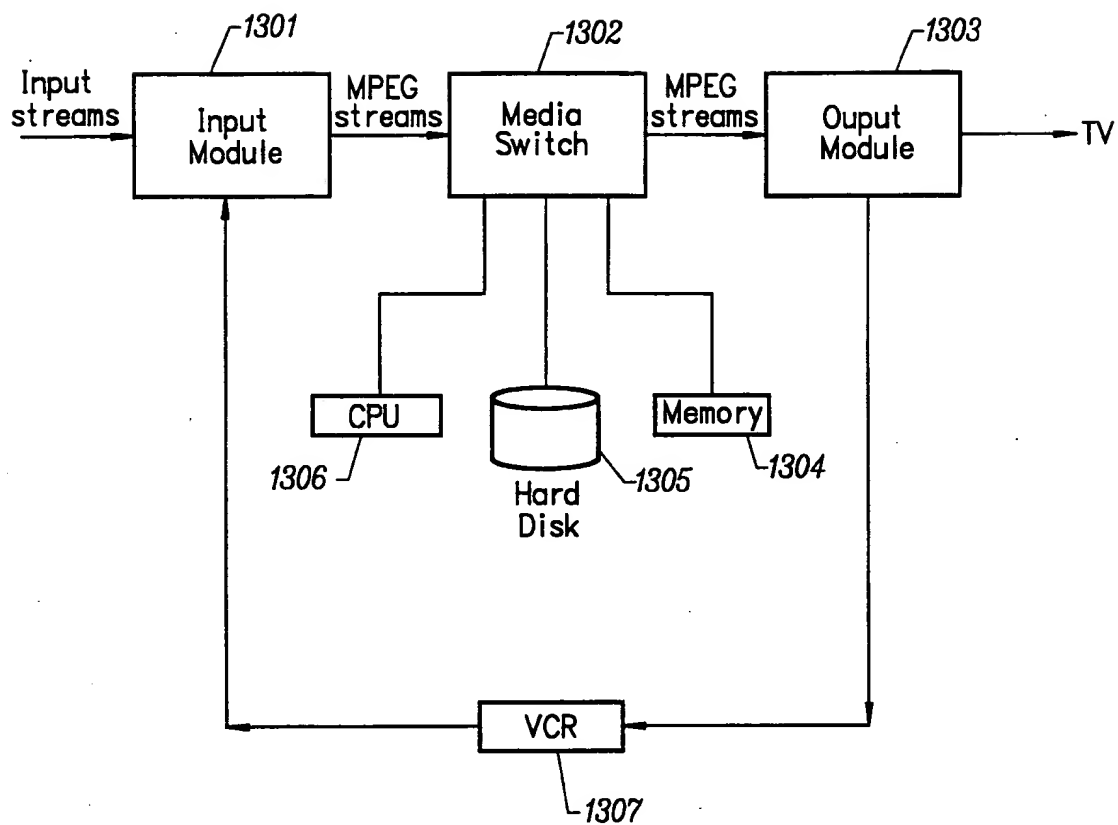 1301
1302
1303
Input
streams
Input
Module
MPEG
streams
Media
Switch
MPEG
streams
Ouput
Module
TV
CPU
1306
Hard
Disk
1305
Memory
1304
VCR
1307